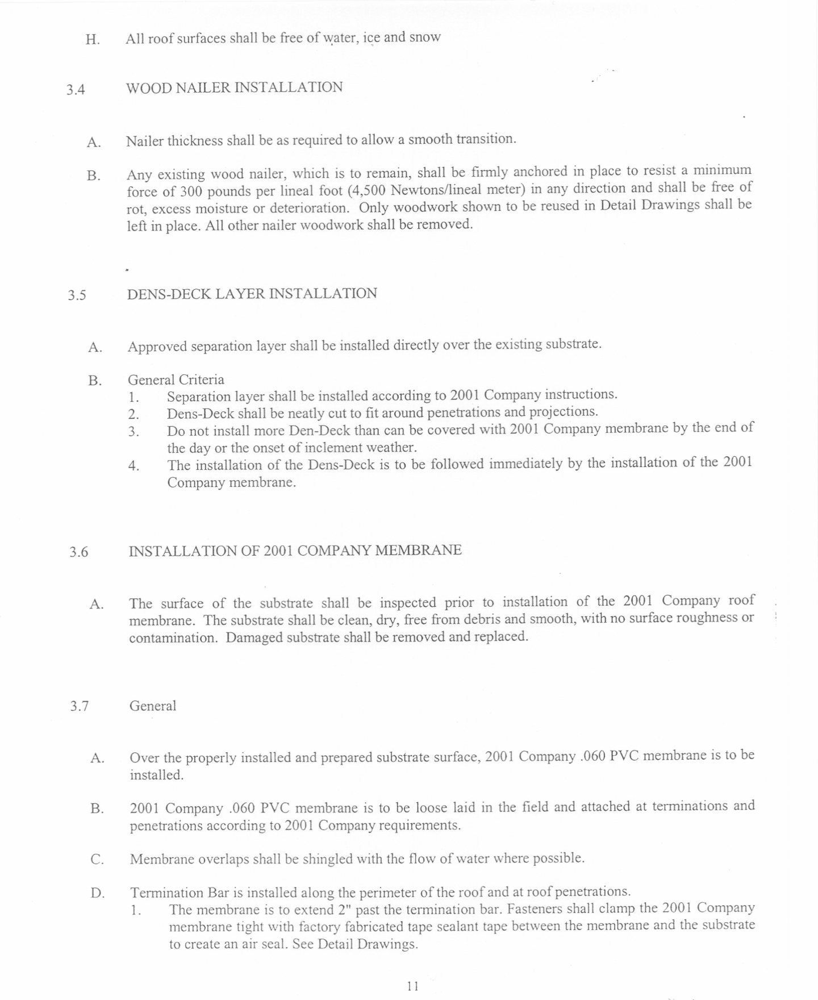 H. All roof surfaces shall be free of water, ice and snow
3.4 WOOD NAILER INSTALLATION
A. Nailer thickness shall be as required to allow a smooth transition.
B. Any existing wood nailer, which is to remain, shall be firmly anchored in place to resist a minimum
force of 300 pounds per lineal foot (4,500 Newtons/lineal meter) in any direction and shall be free of
rot, excess moisture or deterioration. Only woodwork shown to be reused in Detail Drawings shall be
left in place. All other nailer woodwork shall be removed.
3.5 DENS-DECK LAYER INSTALLATION
A. Approved separation layer shall be installed directly over the existing substrate.
B. General Criteria
1. Separation layer shall be installed according to 2001 Company instructions.
2. Dens-Deck shall be neatly cut to fit around penetrations and projections.
3. Do not install more Den-Deck than can be covered with 2001 Company membrane by the end of
the day or the onset of inclement weather.
4. The installation of the Dens-Deck is to be followed immediately by the installation of the 2001
Company membrane.
3.6 INSTALLATION OF 2001 COMPANY MEMBRANE
A. The surface of the substrate shall be inspected prior to installation of the 2001 Company roof
membrane. The substrate shall be clean, dry, free from debris and smooth, with no surface roughness or
contamination. Damaged substrate shall be removed and replaced.
3.7 General
A. Over the properly installed and prepared substrate surface, 2001 Company .060 PVC membrane is to be
installed.
B. 2001 Company .060 PVC membrane is to be loose laid in the field and attached at terminations and
penetrations according to 2001 Company requirements.
C. Membrane overlaps shall be shingled with the flow of water where possible.
D. Termination Bar is installed along the perimeter of the roof and at roof penetrations.
1. The membrane is to extend 2" past the termination bar. Fasteners shall clamp the 2001 Company
membrane tight with factory fabricated tape sealant tape between the membrane and the substrate
to create an air seal. See Detail Drawings.
11